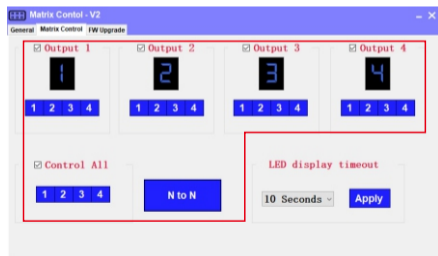 Matrix Contol - V2
General Matrix Control FW Upgrade
Output 1 Output 2 Output 3 Output 4
1 2 3 4
1 2 3 4 1 2 3 4 1 2 3 4 1 2 3 4
Control All LED display timeout
1 2 3 4 N to N 10 Seconds Apply